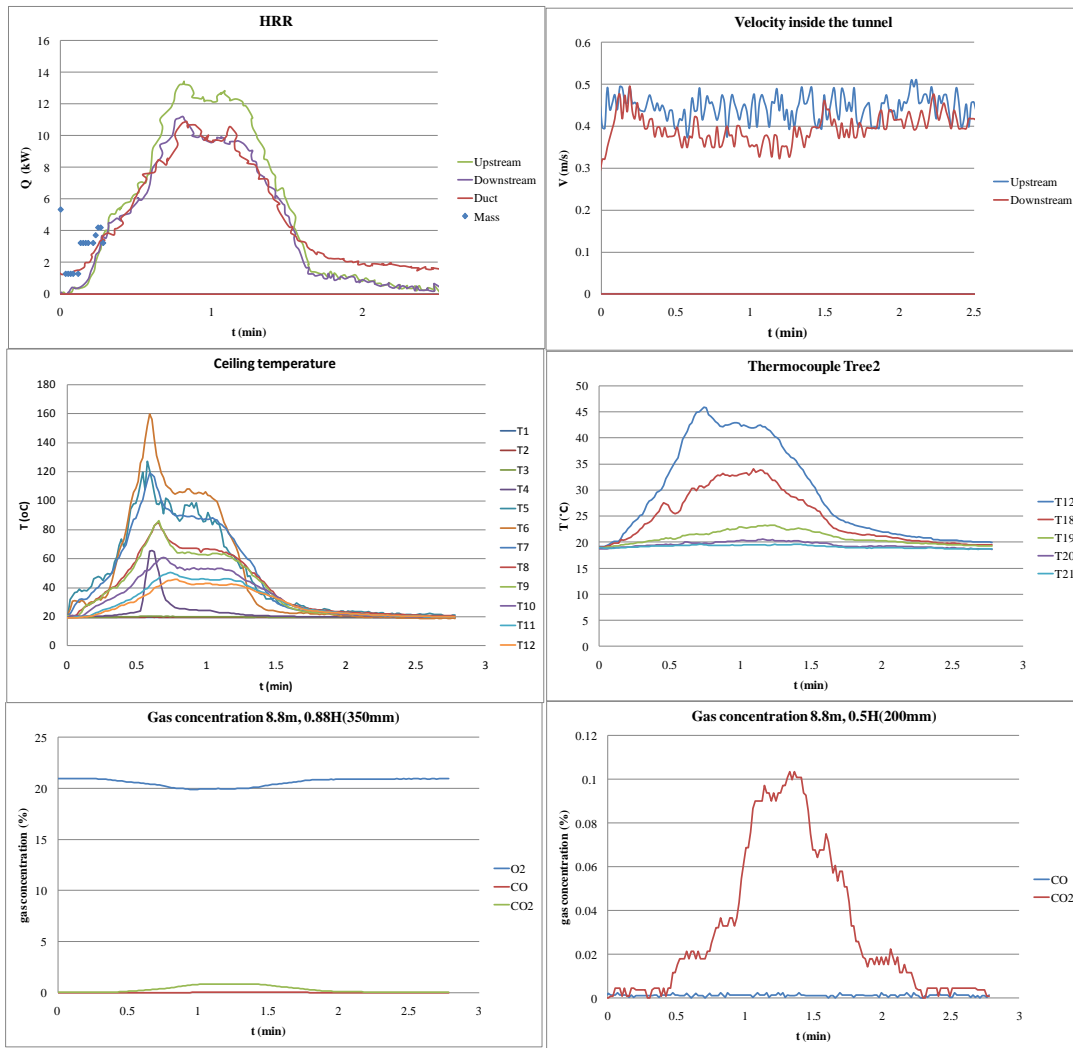 HRR
16
14
12
10
8
6
4
2
0
Q (kW)
0
1
2
t (min)
Upstream
Downstream
Duct
Mass
Velocity inside the tunnel
0.6
0.5
0.4
0.3
0.2
0.1
0
V (m/s)
0
0.5
1
1.5
2
2.5
t (min)
Upstream
Downstream
Ceiling temperature
180
160
140
120
100
80
60
40
20
0
T (oC)
0
0.5
1
1.5
2
2.5
3
t (min)
T1
T2
T3
T4
T5
T6
T7
T8
T9
T10
T11
T12
Thermocouple Tree2
50
45
40
35
30
25
20
15
10
5
0
T (˚C)
0
0.5
1
1.5
2
2.5
3
t (min)
T12
T18
T19
T20
T21
Gas concentration 8.8m, 0.88H(350mm)
25
20
15
10
5
0
gas concentration (%)
0
0.5
1
1.5
2
2.5
3
t (min)
O2
CO
CO2
Gas concentration 8.8m, 0.5H(200mm)
0.12
0.1
0.08
0.06
0.04
0.02
0
gas concentration (%)
0
0.5
1
1.5
2
2.5
3
t (min)
CO
CO2